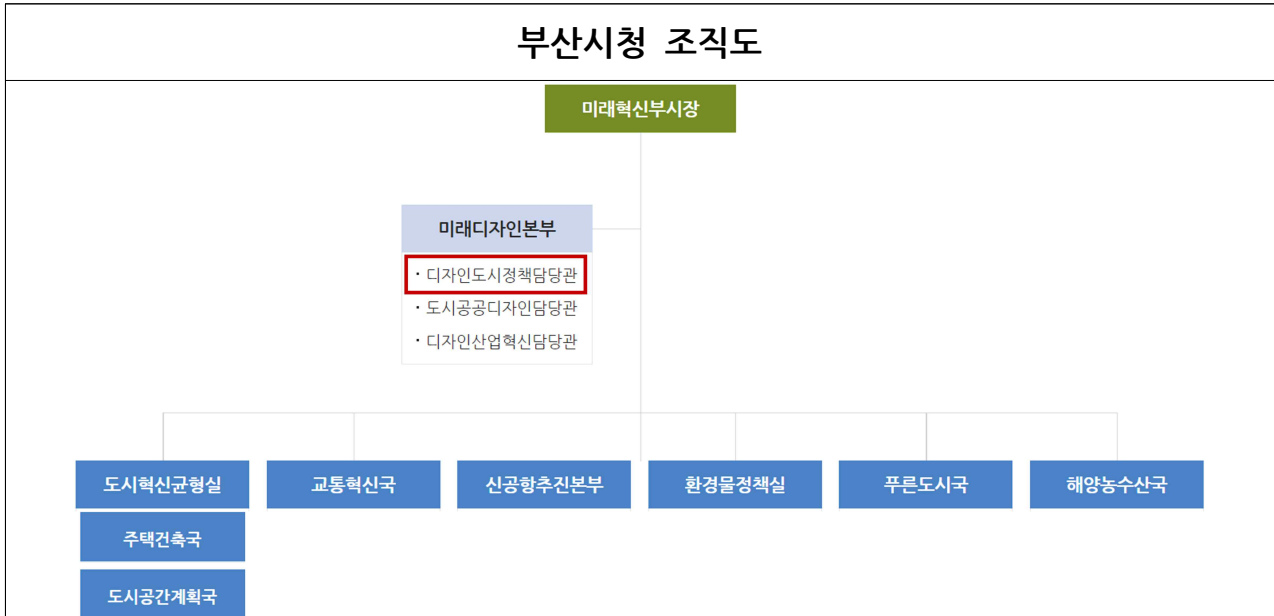 부산시청 조직도
미래혁신부시장
미래디자인본부
· 디자인도시정책담당관
· 도시공공디자인담당관
· 디자인산업혁신담당관
도시혁신균형실
교통혁신국
신공항추진본부
환경물정책실
푸른도시국
해양농수산국
주택건축국
도시공간계획국